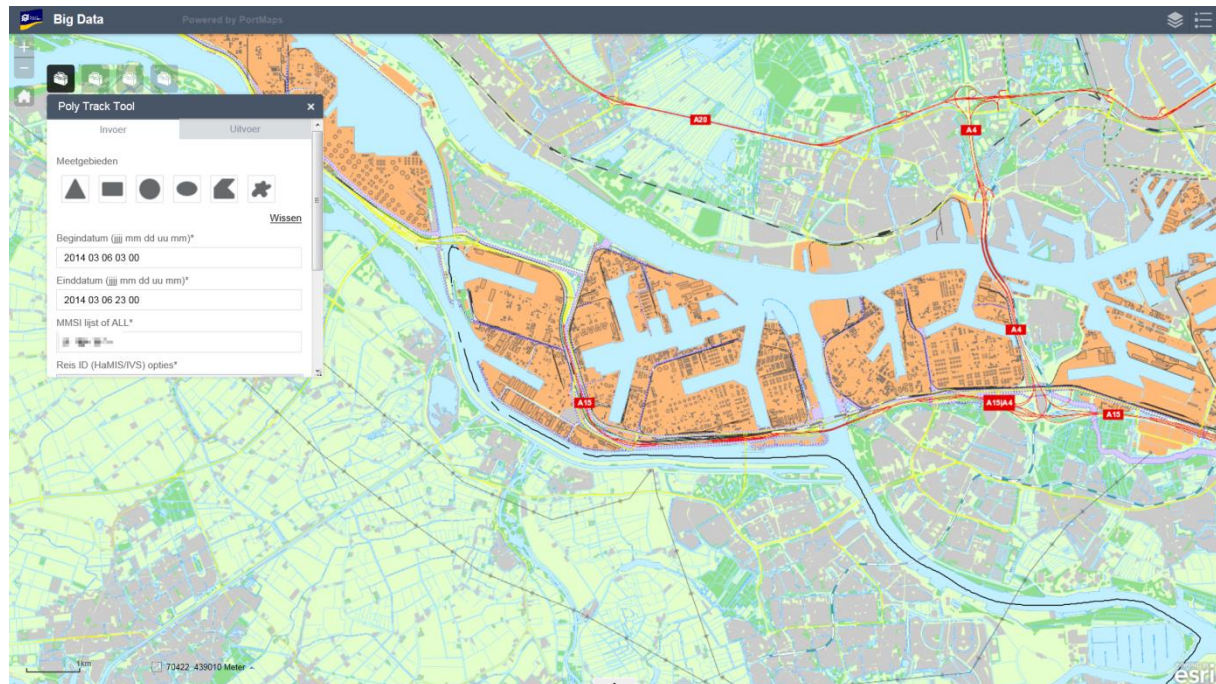 Big Data Powered by PortMaps
Poly Track Tool ×
Invoer Uitvoer
Meetgebieden
Wissen
Begindatum (jjjj mm dd uu mm)*
2014 03 06 03 00
Einddatum (jjjj mm dd uu mm)*
2014 03 06 23 00
MMSI lijst of ALL*
Reis ID (HaMIS/IVS) opties*
A20
A4
A4
A15
A15|A4
A15
1km
70422 439010 Meter
esri